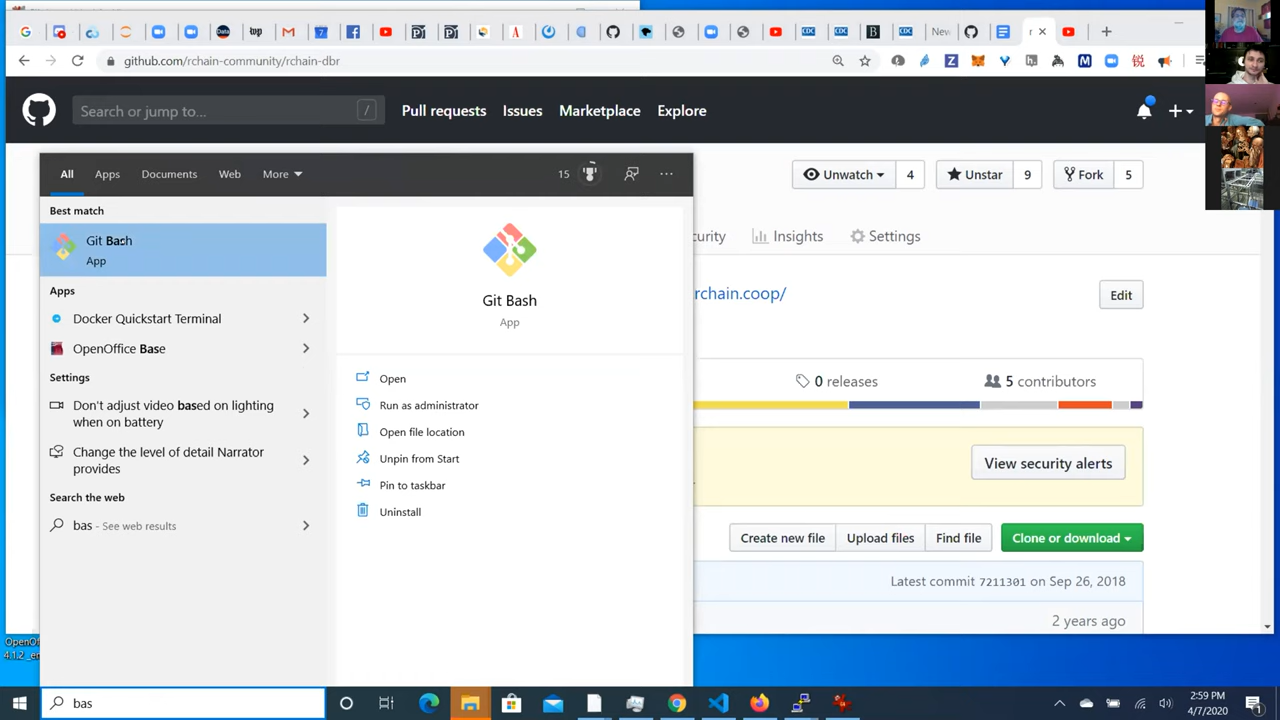 wp
New
r
github.com/rchain-community/rchain-dbr
Search or jump to...
/
Pull requests
Issues
Marketplace
Explore
All
Apps
Documents
Web
More
15
Unwatch
4
Unstar
9
Fork
5
Best match
Git Bash
App
Git Bash
App
curity
Insights
Settings
rchain.coop/
Edit
Apps
Docker Quickstart Terminal
OpenOffice Base
Settings
Don't adjust video based on lighting
when on battery
Change the level of detail Narrator
provides
Search the web
bas - See web results
Open
Run as administrator
Open file location
Unpin from Start
Pin to taskbar
Uninstall
0 releases
5 contributors
View security alerts
Create new file
Upload files
Find file
Clone or download
Latest commit 7211301 on Sep 26, 2018
2 years ago
4.1.2
bas
2:59 PM
4/7/2020